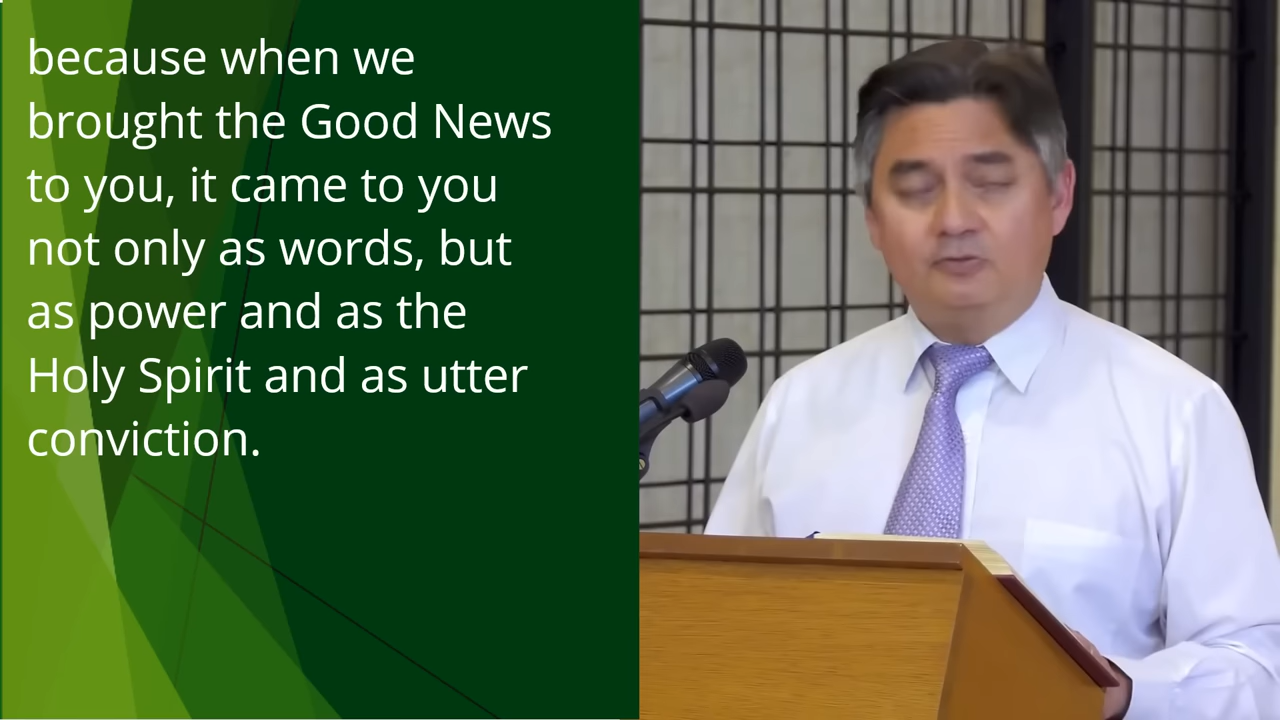 because when we
brought the Good News
to you, it came to you
not only as words, but
as power and as the
Holy Spirit and as utter
conviction.